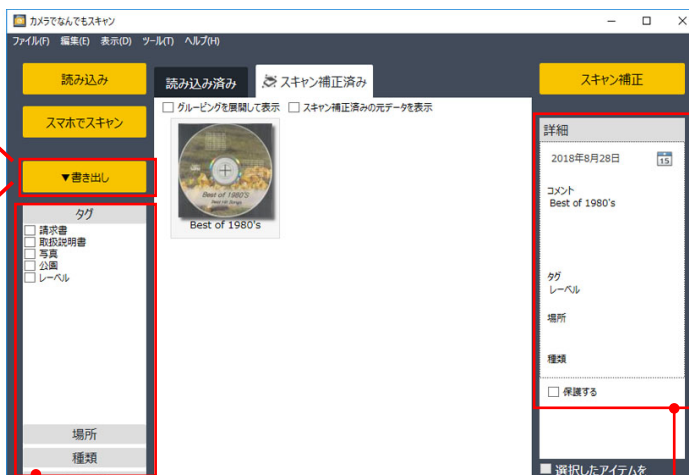 カメラでなんでもスキャン
ファイル(F) 編集(E) 表示(D) ツール(T) ヘルプ(H)
読み込み
スマホでスキャン
▼書き出し
タグ
請求書
取扱説明書
写真
公園
レーベル
場所
種類
読み込み済み
スキャン補正済み
グルーピングを展開して表示 スキャン補正済みの元データを表示
Best of 1980'S
Best Hit Songs
Best of 1980's
スキャン補正
詳細
2018年8月28日
15
コメント
Best of 1980's
タグ
レーベル
場所
種類
保護する
選択したアイテムを